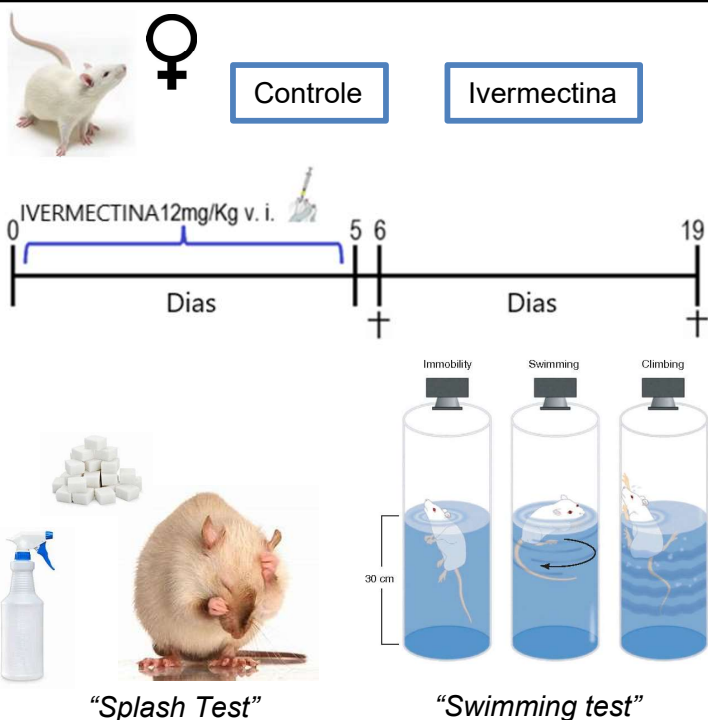 Controle
Ivermectina
IVERMECTINA12mg/Kg v. i.
0
5 6
19
Dias
Dias
† †
Immobility
Swimming
Climbing
30 cm
“Splash Test”
“Swimming test”